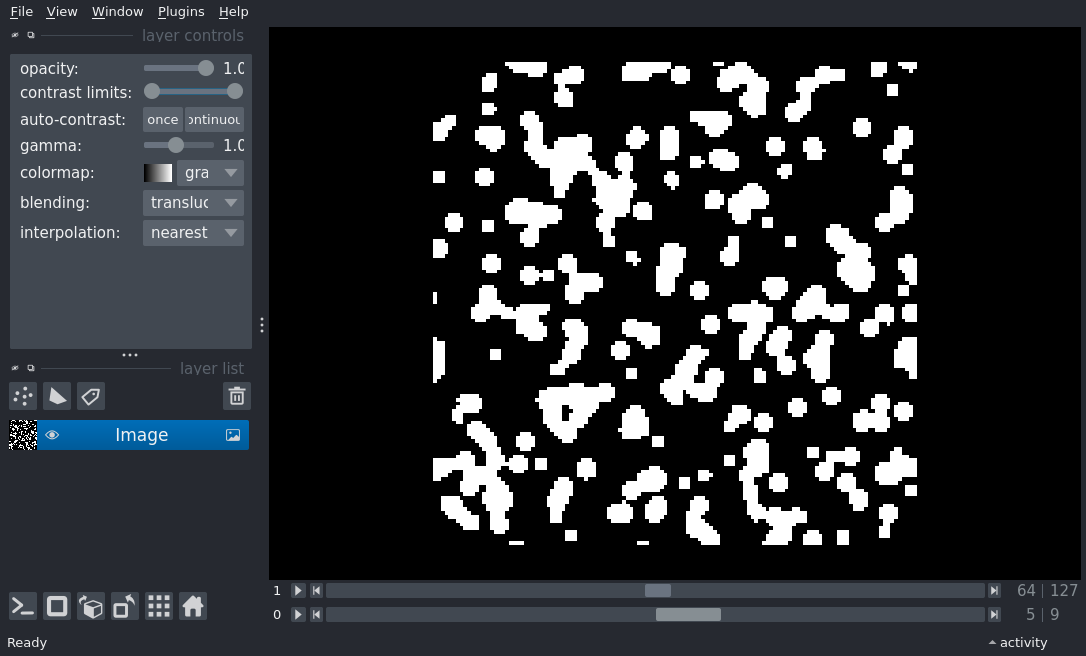 File View Window Plugins Help
layer controls
opacity: 1.0
contrast limits:
auto-contrast: once ontinuou
gamma: 1.0
colormap: gra
blending: transluc
interpolation: nearest
layer list
Image
1 64 | 127
0 5 | 9
Ready activity